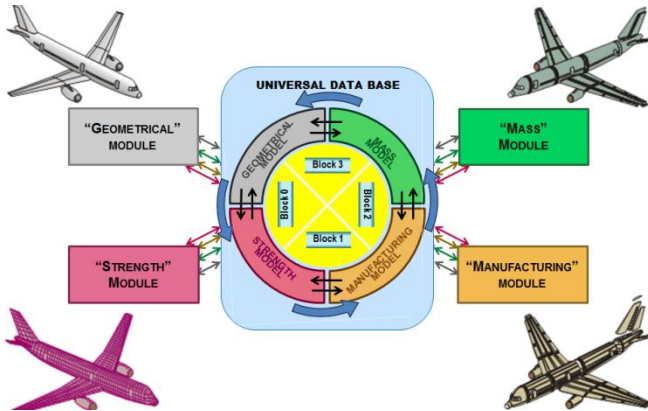 UNIVERSAL DATA BASE
“GEOMETRICAL”
MODULE
“MASS”
MODULE
GEOMETRICAL
MODEL
MASS
MODEL
Block 3
Block 0
Block 2
Block 1
STRENGTH
MODEL
MANUFACTURING
MODEL
“STRENGTH”
MODULE
“MANUFACTURING”
MODULE